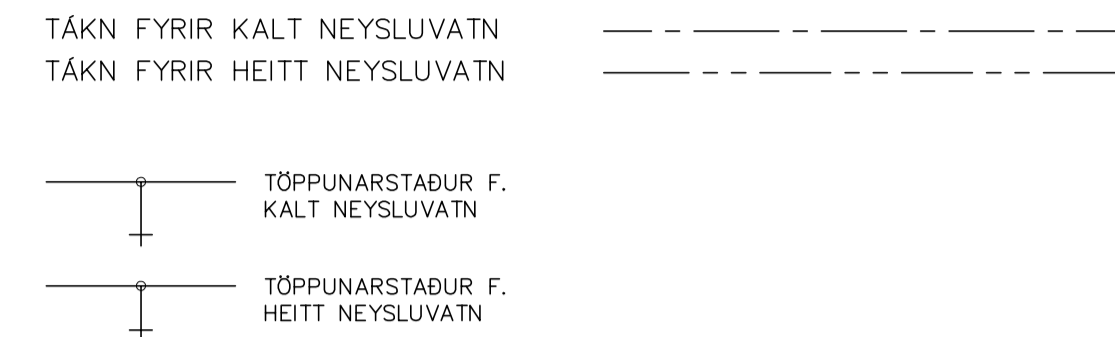 TÁKN FYRIR KALT NEYSLUVATN
TÁKN FYRIR HEITT NEYSLUVATN
TÖPPUNARSTAÐUR F.
KALT NEYSLUVATN
TÖPPUNARSTAÐUR F.
HEITT NEYSLUVATN